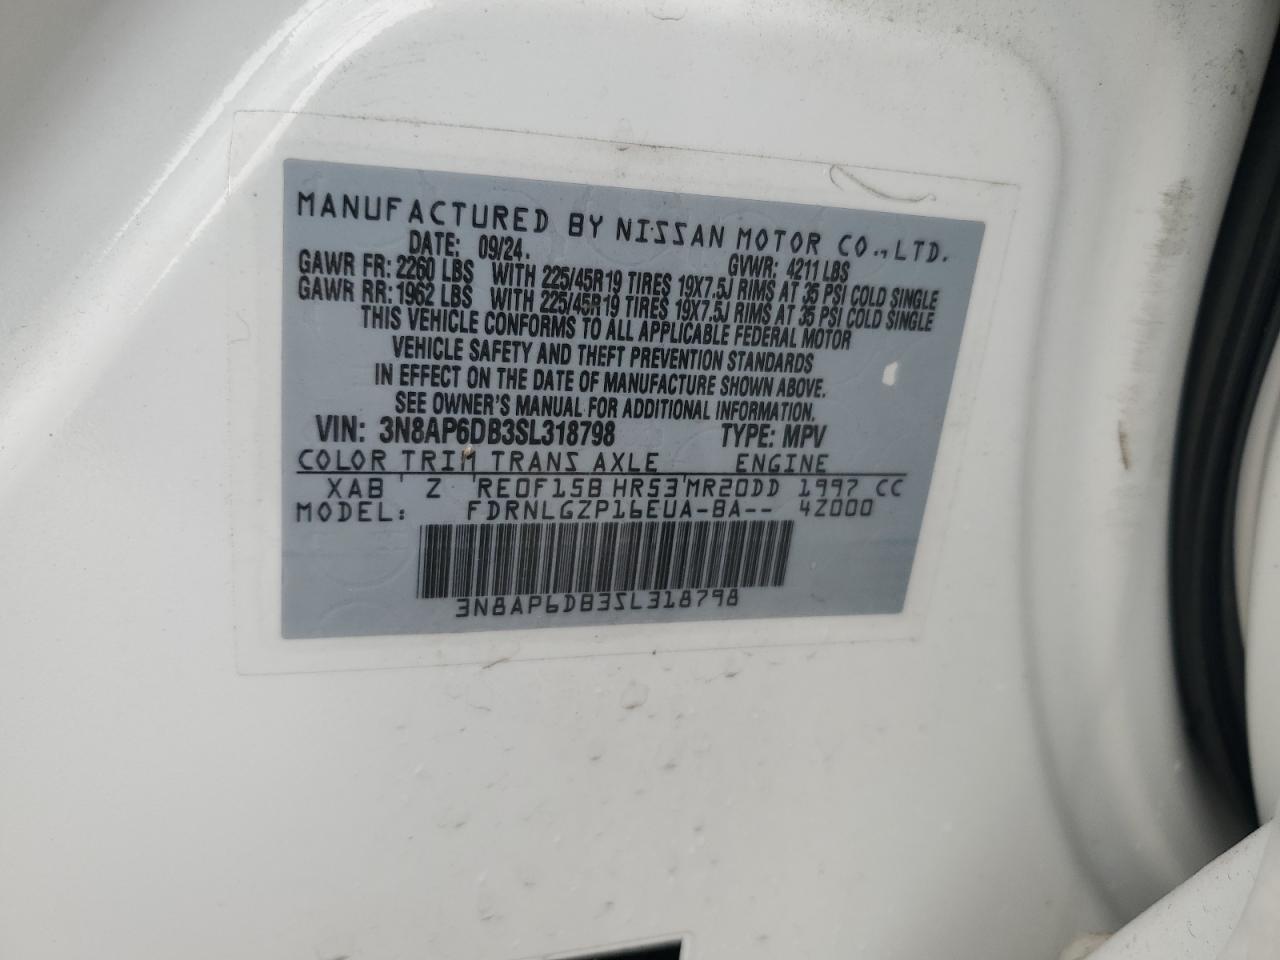 MANUFACTURED BY NISSAN MOTOR CO., LTD.
DATE: 09/24. GVWR: 4211 LBS
GAWR FR: 2260 LBS WITH 225/45R19 TIRES 19X7.5J RIMS AT 35 PSI COLD SINGLE
GAWR RR: 1962 LBS WITH 225/45R19 TIRES 19X7.5J RIMS AT 35 PSI COLD SINGLE
THIS VEHICLE CONFORMS TO ALL APPLICABLE FEDERAL MOTOR
VEHICLE SAFETY AND THEFT PREVENTION STANDARDS
IN EFFECT ON THE DATE OF MANUFACTURE SHOWN ABOVE.
SEE OWNER'S MANUAL FOR ADDITIONAL INFORMATION.
VIN: 3N8AP6DB3SL318798 TYPE: MPV
COLOR TRIM TRANS AXLE ENGINE
XAB Z RE0F15B HR53 MR20DD 1997 CC
MODEL: FDRNLGZP16EUA-BA-- 4Z000
3N8AP6DB3SL318798